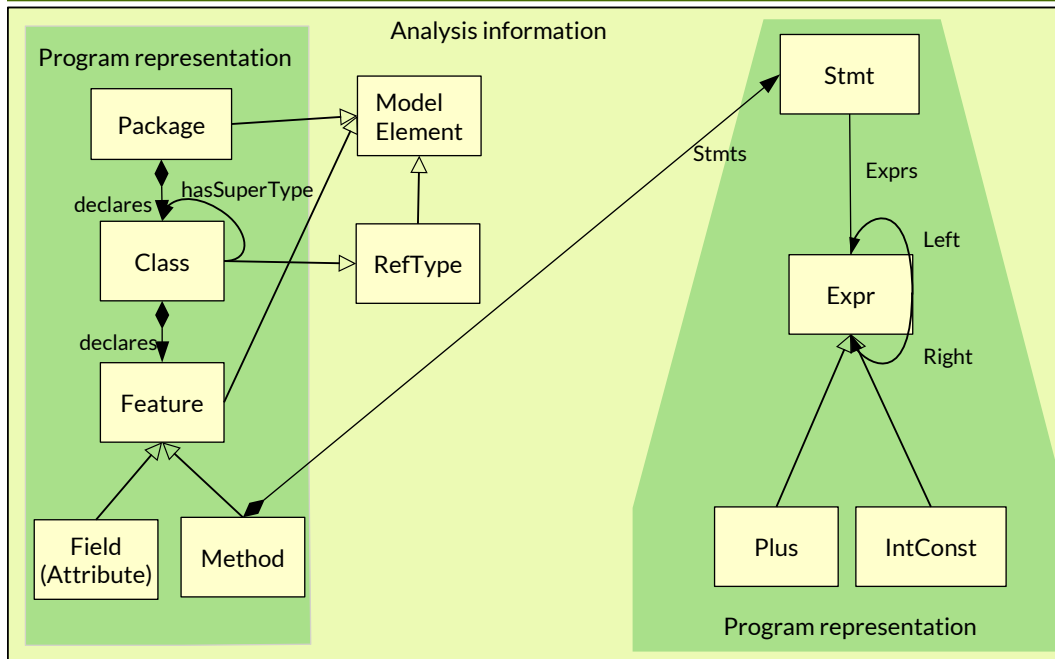 Analysis information
Program representation
Package
Model
Element
Stmt
Stmts
Exprs
hasSuperType
declares
Class
RefType
Left
Expr
declares
Right
Feature
Field
(Attribute)
Method
Plus
IntConst
Program representation